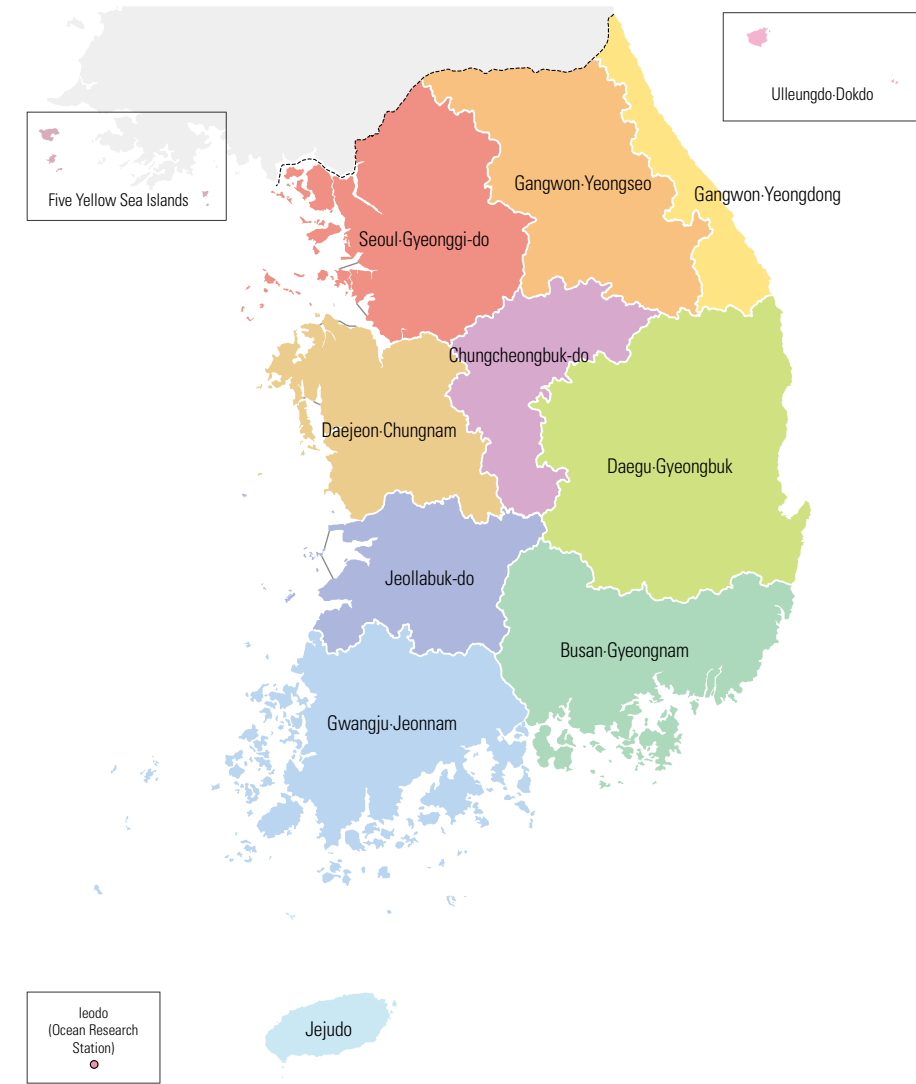 Ulleungdo·Dokdo
Five Yellow Sea Islands
Gangwon·Yeongseo
Gangwon·Yeongdong
Seoul·Gyeonggi-do
Chungcheongbuk-do
Daejeon·Chungnam
Daegu·Gyeongbuk
Jeollabuk-do
Busan·Gyeongnam
Gwangju·Jeonnam
Ieodo
(Ocean Research
Station)
Jejudo